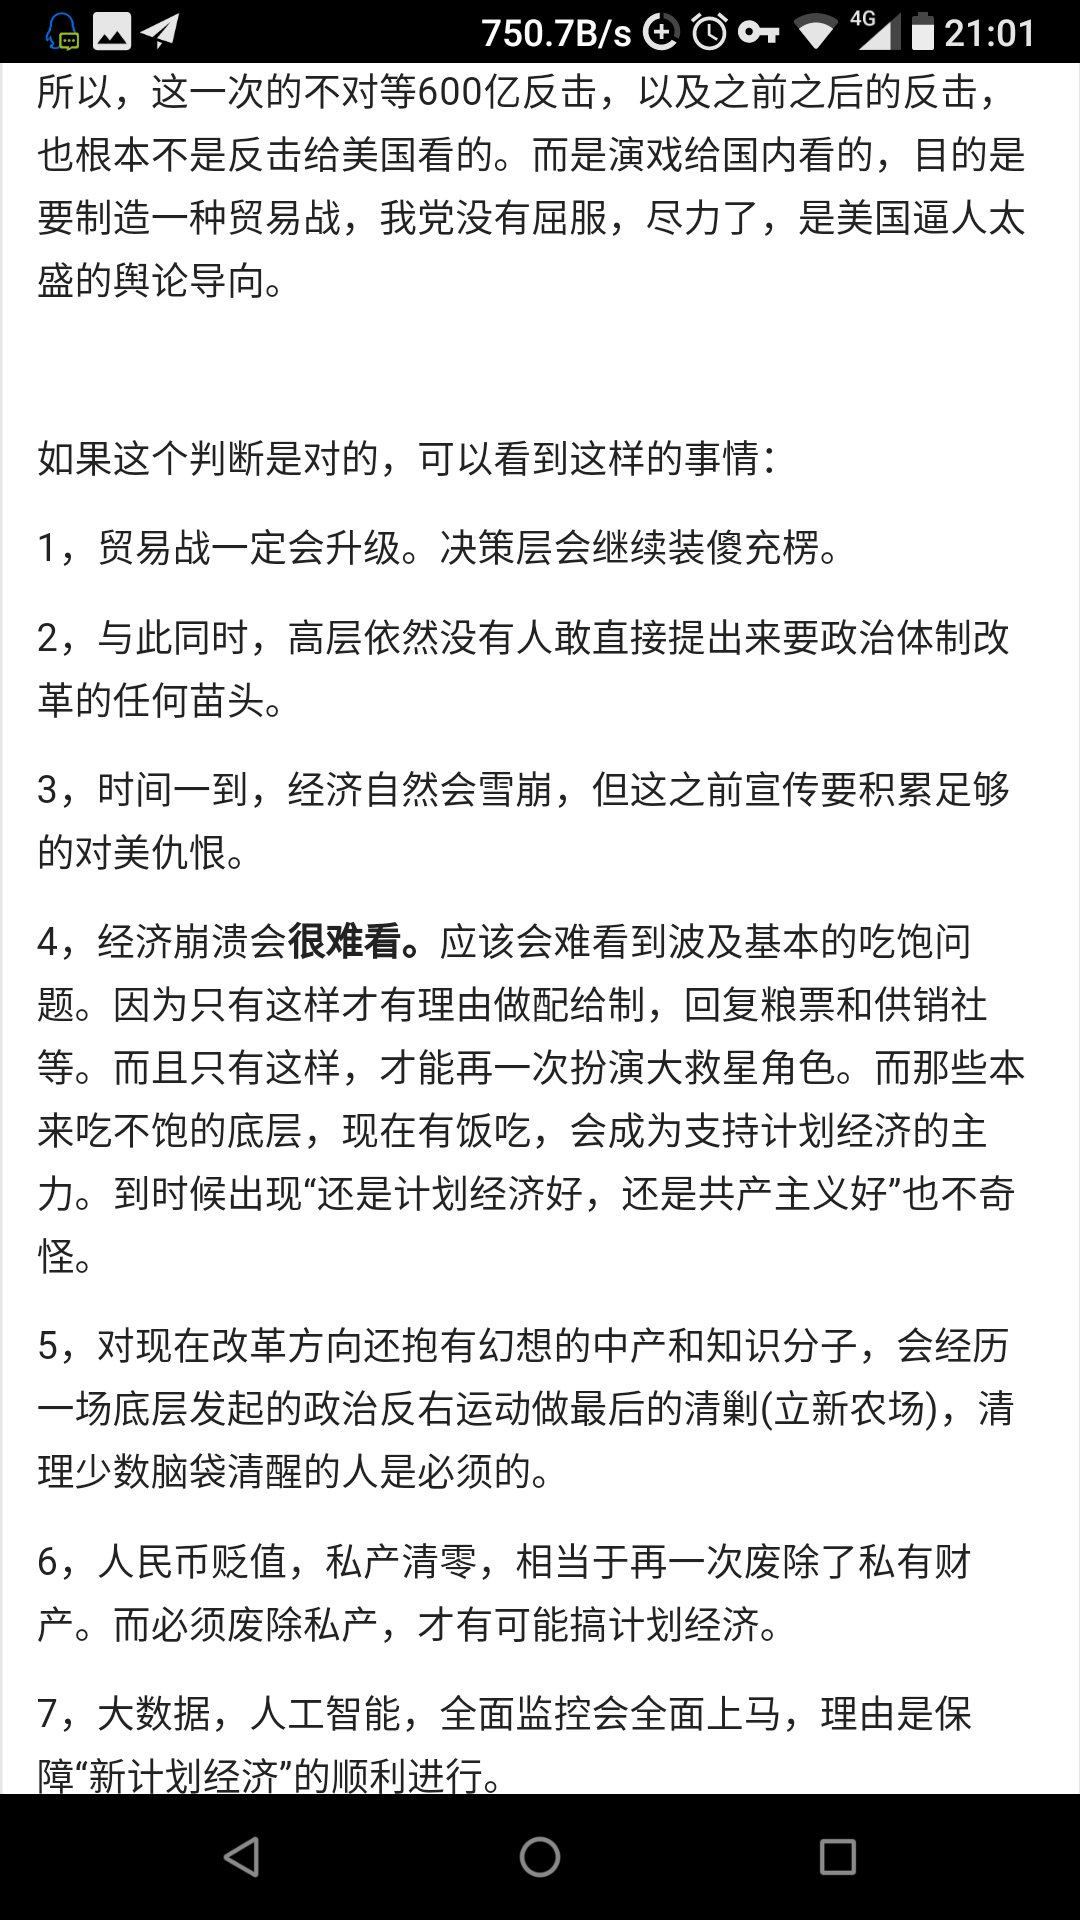 750.7B/s 4G 21:01
所以，这一次的不对等600亿反击，以及之前之后的反击，
也根本不是反击给美国看的。而是演戏给国内看的，目的是
要制造一种贸易战，我党没有屈服，尽力了，是美国逼人太
盛的舆论导向。
如果这个判断是对的，可以看到这样的事情：
1，贸易战一定会升级。决策层会继续装傻充楞。
2，与此同时，高层依然没有人敢直接提出来要政治体制改
革的任何苗头。
3，时间一到，经济自然会雪崩，但这之前宣传要积累足够
的对美仇恨。
4，经济崩溃会很难看。应该会难看到波及基本的吃饱问
题。因为只有这样才有理由做配给制，回复粮票和供销社
等。而且只有这样，才能再一次扮演大救星角色。而那些本
来吃不饱的底层，现在有饭吃，会成为支持计划经济的主
力。到时候出现“还是计划经济好，还是共产主义好”也不奇
怪。
5，对现在改革方向还抱有幻想的中产和知识分子，会经历
一场底层发起的政治反右运动做最后的清剿(立新农场)，清
理少数脑袋清醒的人是必须的。
6，人民币贬值，私产清零，相当于再一次废除了私有财
产。而必须废除私产，才有可能搞计划经济。
7，大数据，人工智能，全面监控会全面上马，理由是保
障“新计划经济”的顺利进行。